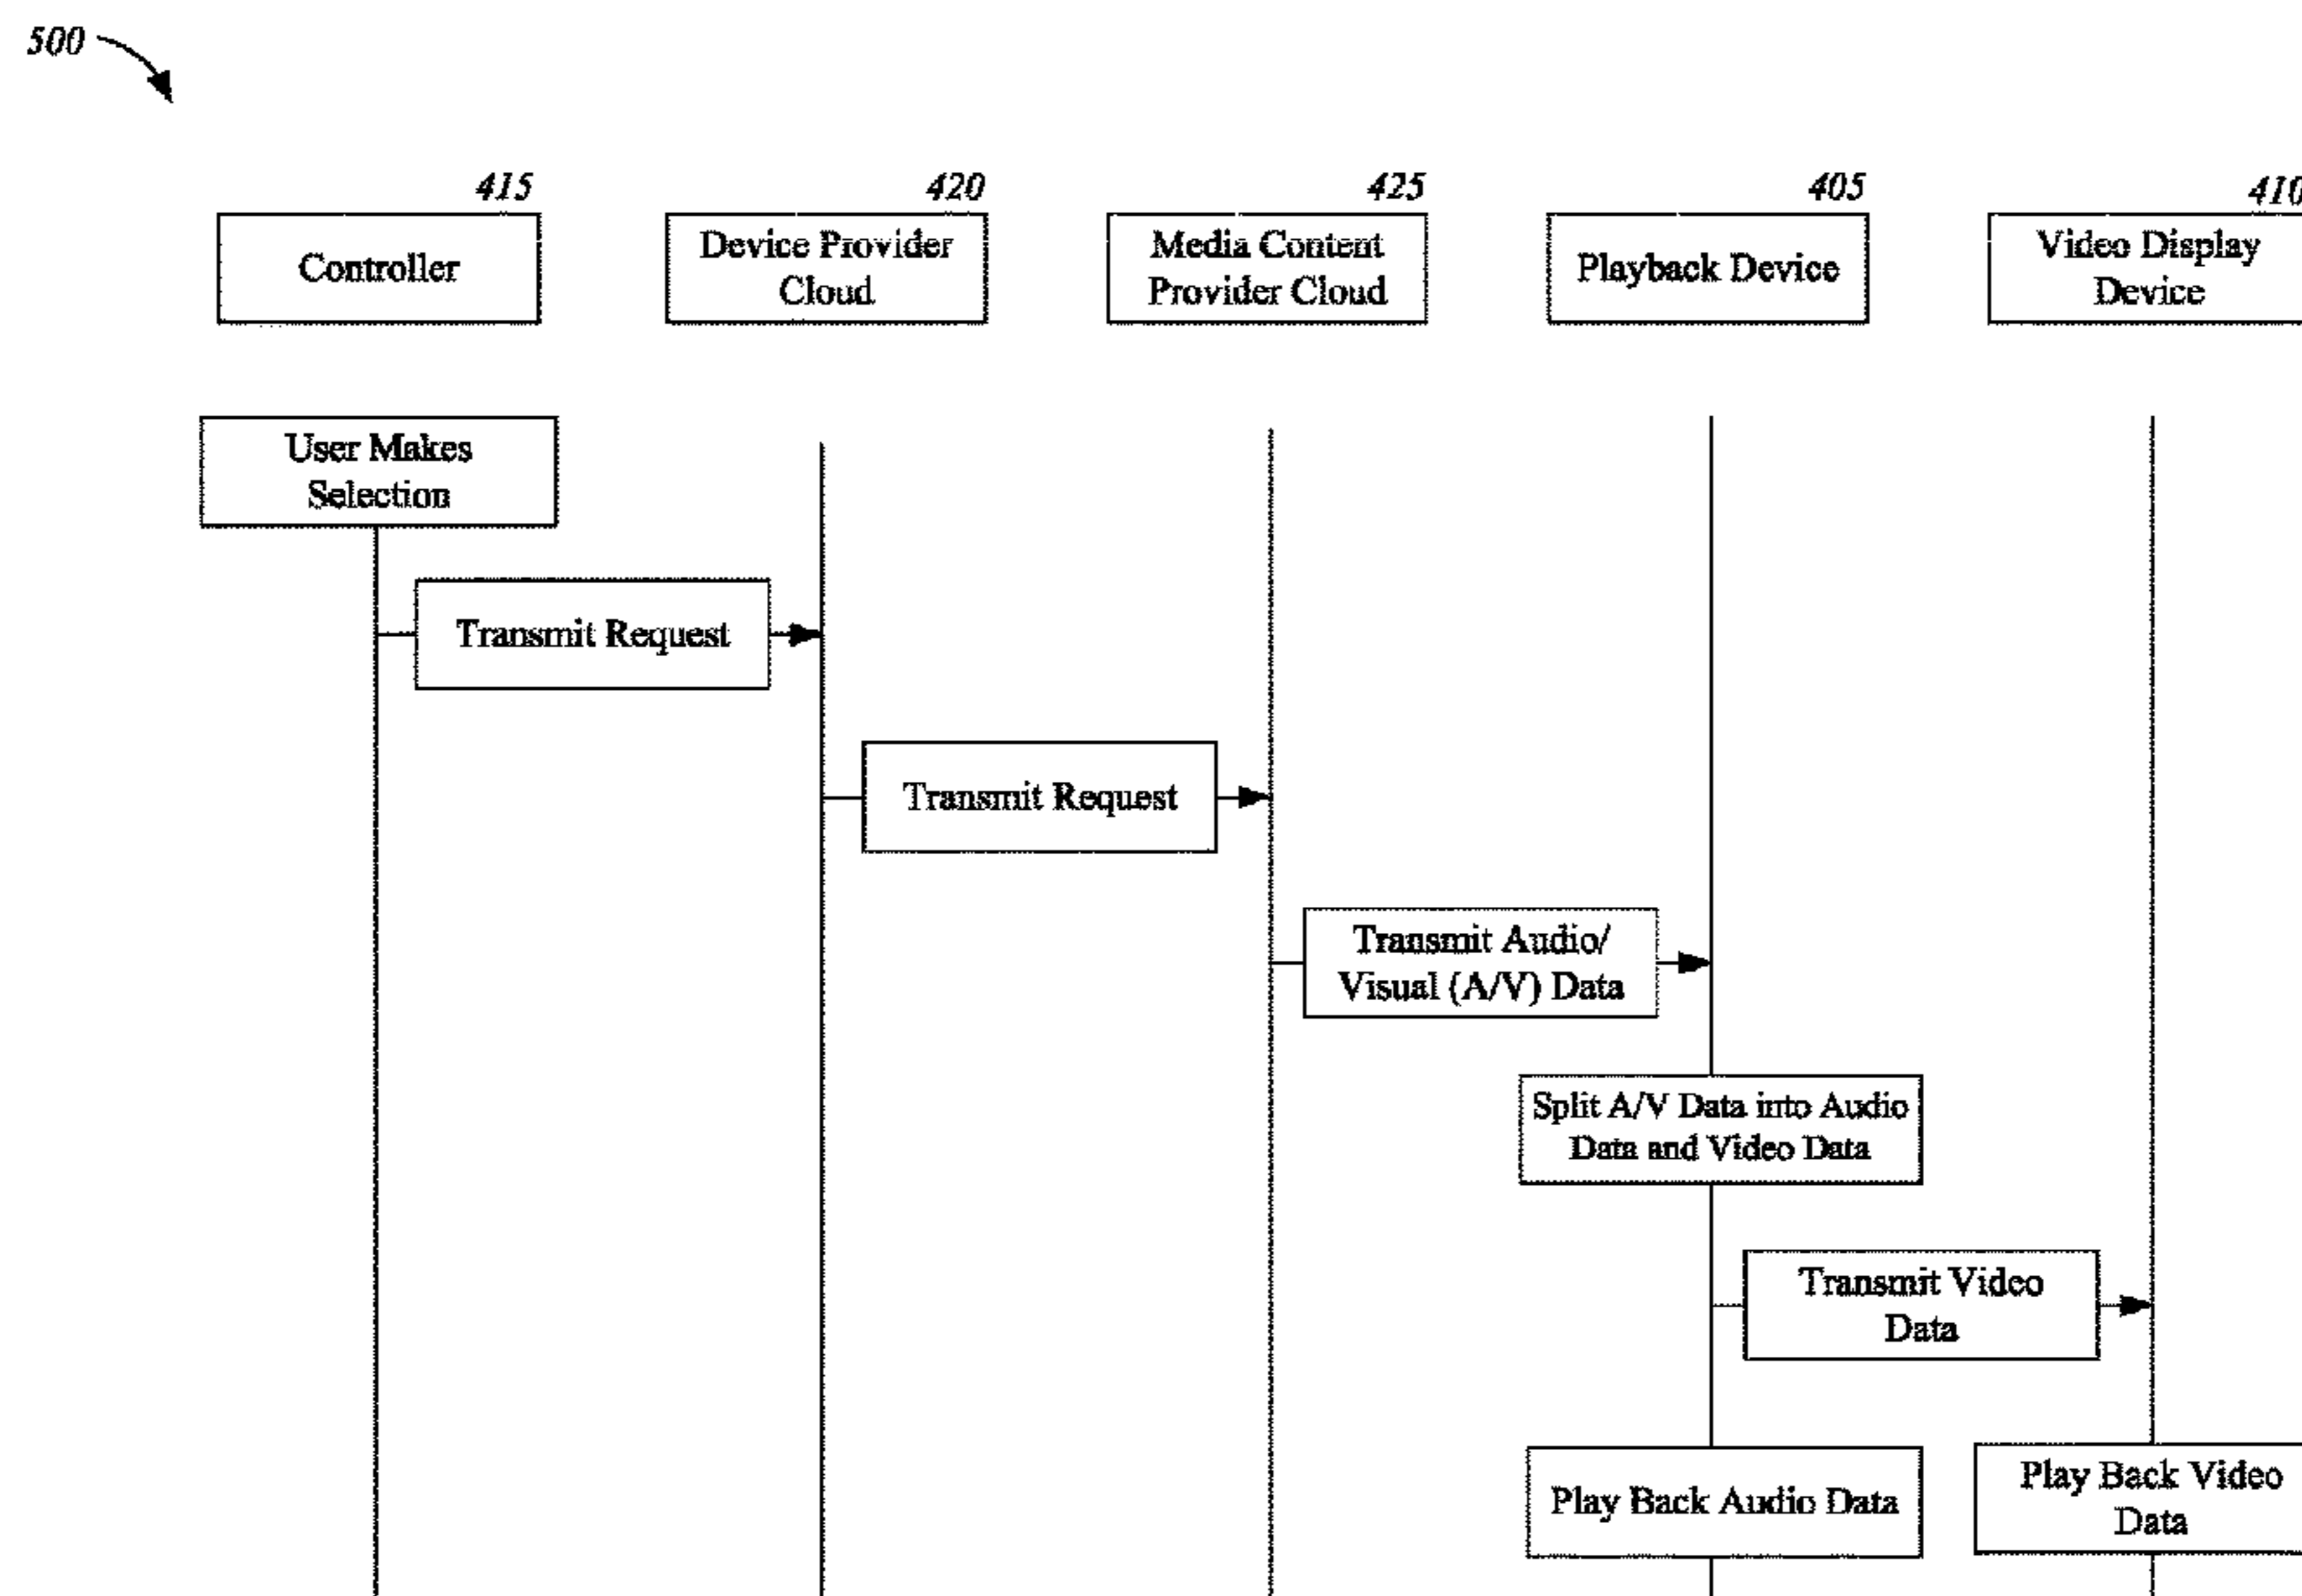 500
415
420
425
405
410
Controller
Device Provider
Cloud
Media Content
Provider Cloud
Playback Device
Video Display
Device
User Makes
Selection
Transmit Request
Transmit Request
Transmit Audio/
Visual (A/V) Data
Split A/V Data into Audio
Data and Video Data
Transmit Video
Data
Play Back Audio Data
Play Back Video
Data